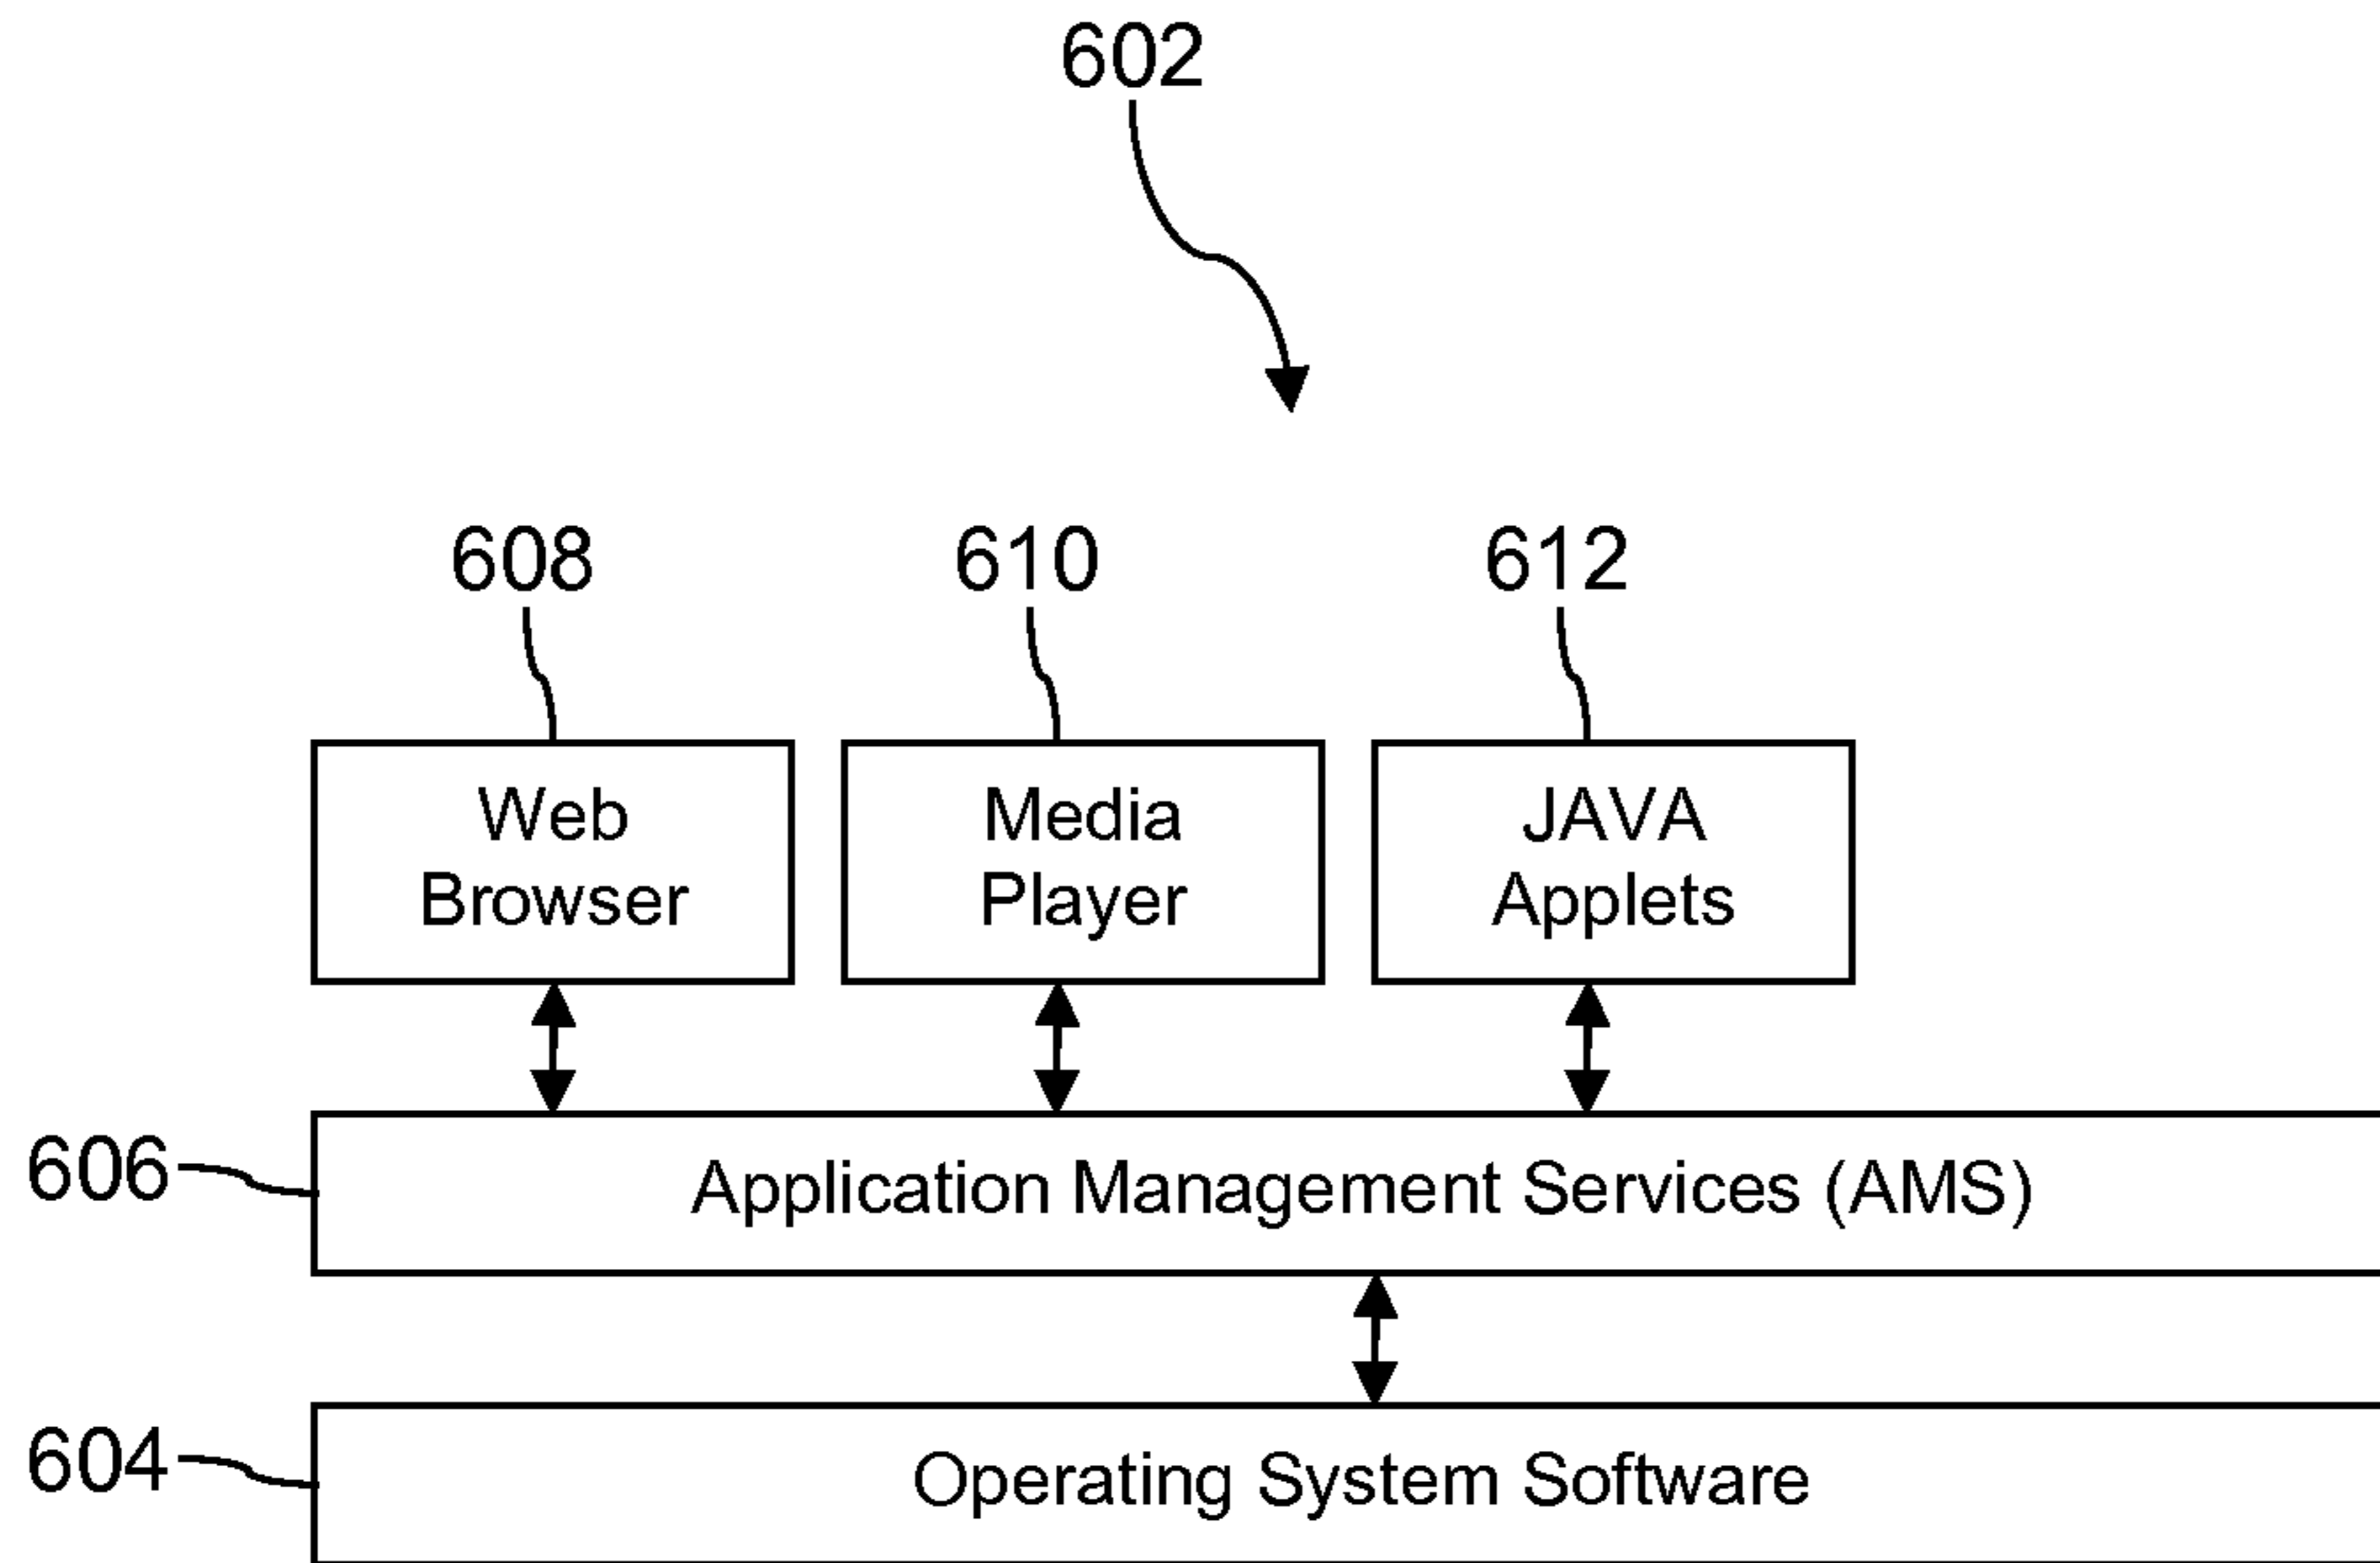 602
608
610
612
Web
Browser
Media
Player
JAVA
Applets
606
Application Management Services (AMS)
604
Operating System Software